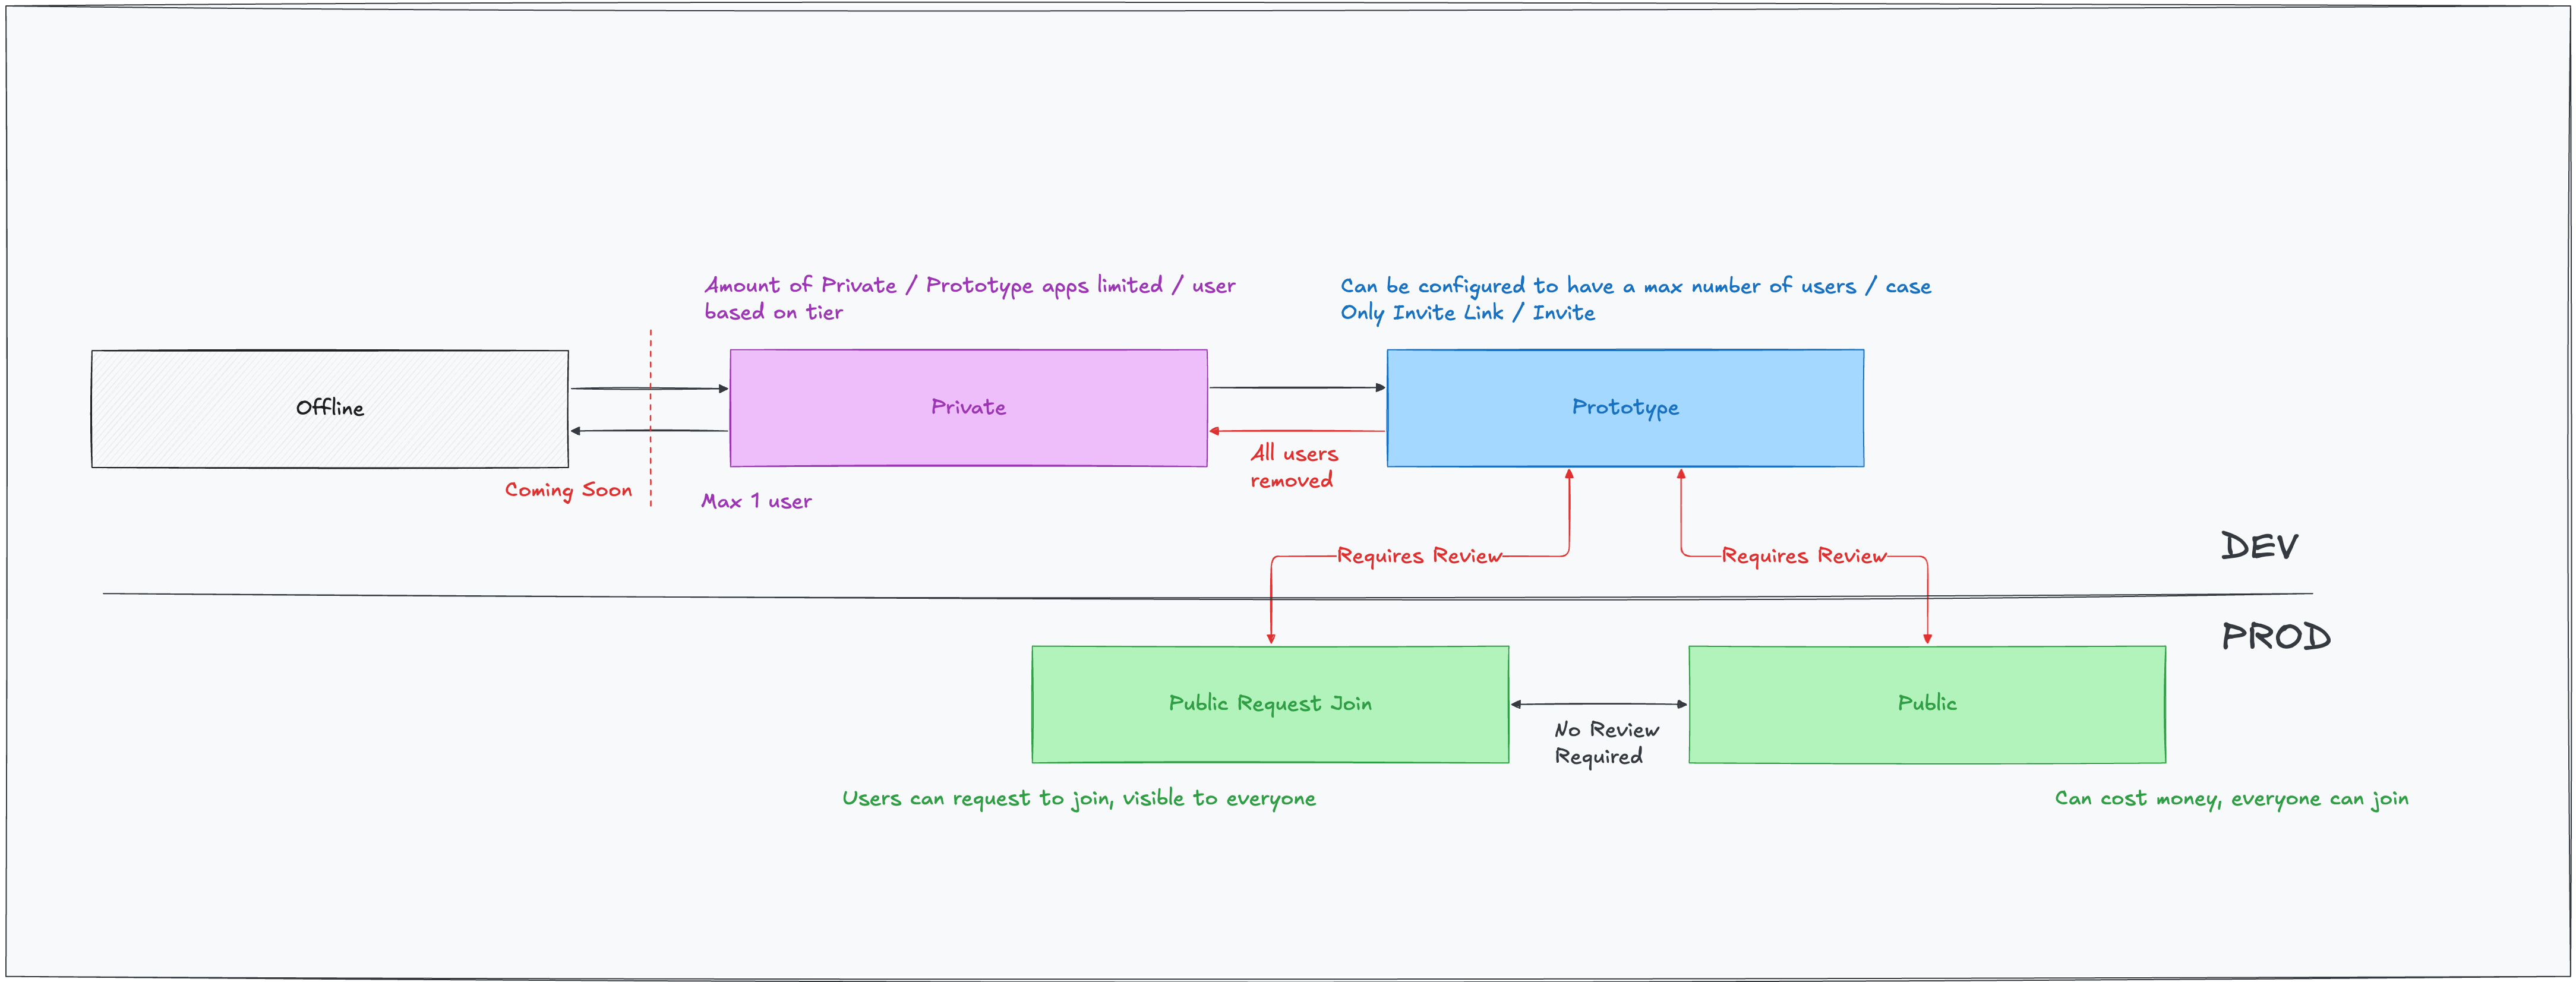 Amount of Private / Prototype apps limited / user
based on tier
Can be configured to have a max number of users / case
Only Invite Link / Invite
Offline
Private
Prototype
All users
removed
Coming Soon
Max 1 user
Requires Review
Requires Review
DEV
PROD
Public Request Join
Public
No Review
Required
Users can request to join, visible to everyone
Can cost money, everyone can join